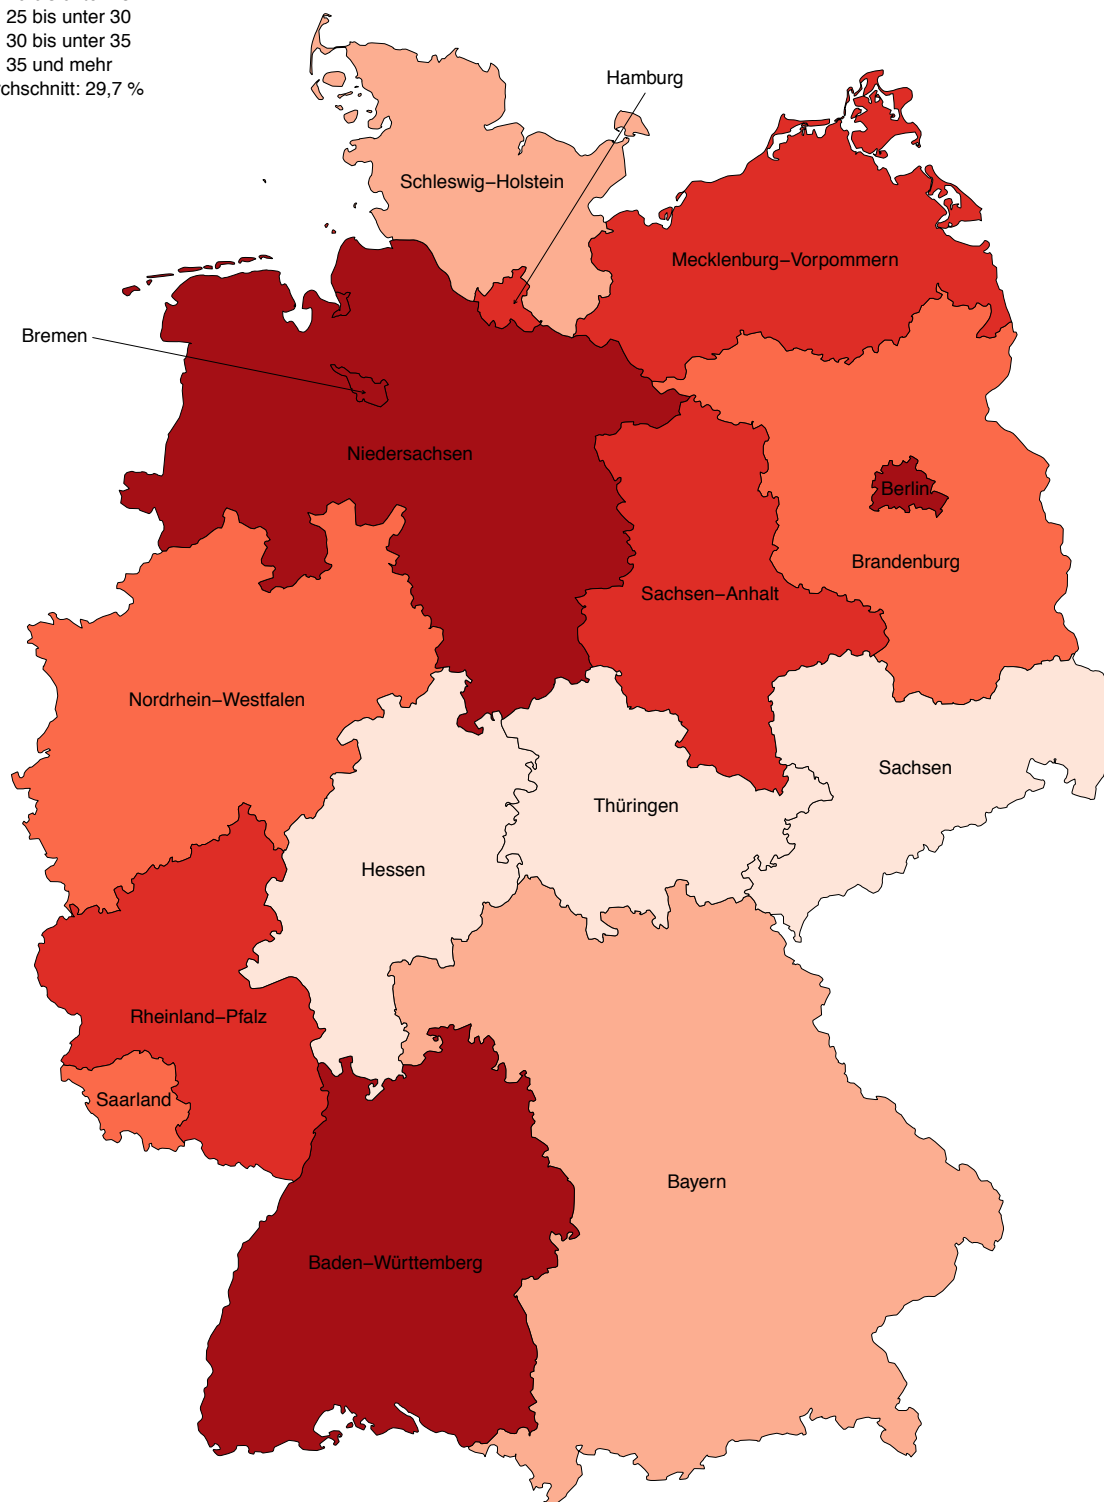 25 bis unter 30
30 bis unter 35
35 und mehr
chschnitt: 29,7 %
Hamburg
Schleswig–Holstein
Mecklenburg–Vorpommern
Bremen
Niedersachsen
Berlin
Brandenburg
Sachsen–Anhalt
Nordrhein–Westfalen
Sachsen
Thüringen
Hessen
Rheinland–Pfalz
Saarland
Bayern
Baden–Württemberg